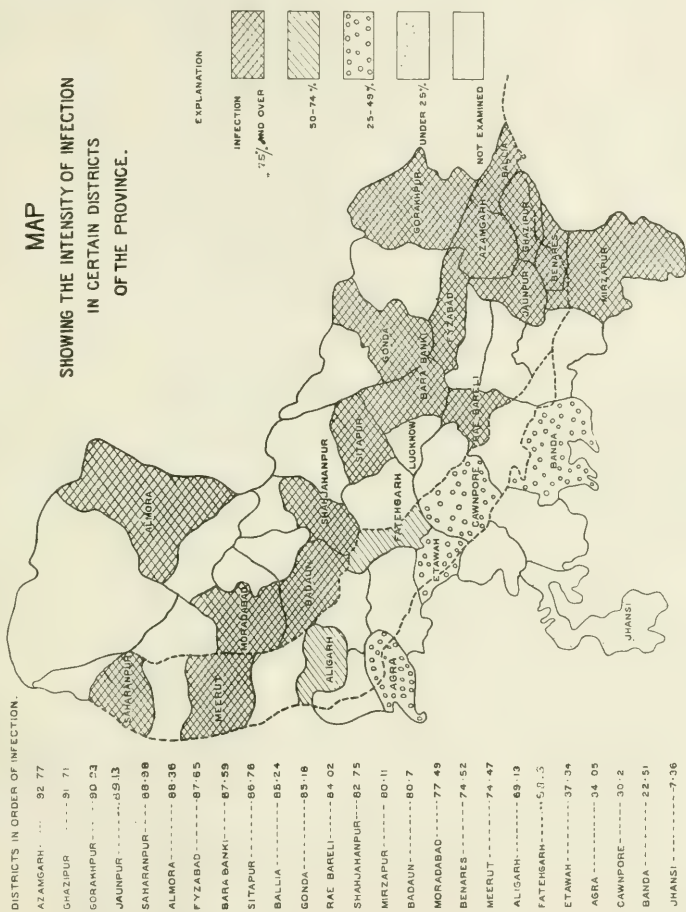 MAP
SHOWING THE INTENSITY OF INFECTION
IN CERTAIN DISTRICTS
OF THE PROVINCE.
EXPLANATION
INFECTION
75% AND OVER
50-74 %
25-49%
UNDER 25%
NOT EXAMINED
ALMORA
SAHARANPUR
MEERUT
MORADABAD
BADAUN
SHAHJAHANPUR
ALIGARH
AGRA
ETAWAH
FATEHGARH
SITAPUR
LUCKNOW
CAWNPORE
BARA BANKI
GONDA
RAE BARELI
FYZABAD
GORAKHPUR
AZAMGARH
BALLIA
JAUNPUR
GHAZIPUR
BENARES
MIRZAPUR
BANDA
JHANSI
DISTRICTS IN ORDER OF INFECTION.
AZAMGARH ---- 92 77
GHAZIPUR ---- 91 71
GORAKHPUR ----
JAUNPUR ------ 89.13
SAHARANPUR --- 88·98
ALMORA ------- 88·36
FYZABAD ------ 87·65
BARA BANKI ---- 87·59
SITAPUR ------ 86·78
BALLIA ------- 86·24
GONDA ------- 85·18
RAE BARELI ---- 84 02
SHAHJAHANPUR -- 82 75
MIRZAPUR ----- 80·11
BADAUN ------ 80·7
MORADABAD ---- 77 49
BENARES ------ 74·52
MEERUT ------ 74·47
ALIGARH ------ 69·13
FATEHGARH ----
ETAWAH ------ 37·34
AGRA -------- 34 05
CAWNPORE ---- 30·2
BANDA ------- 22·51
JHANSI ------- 7·36